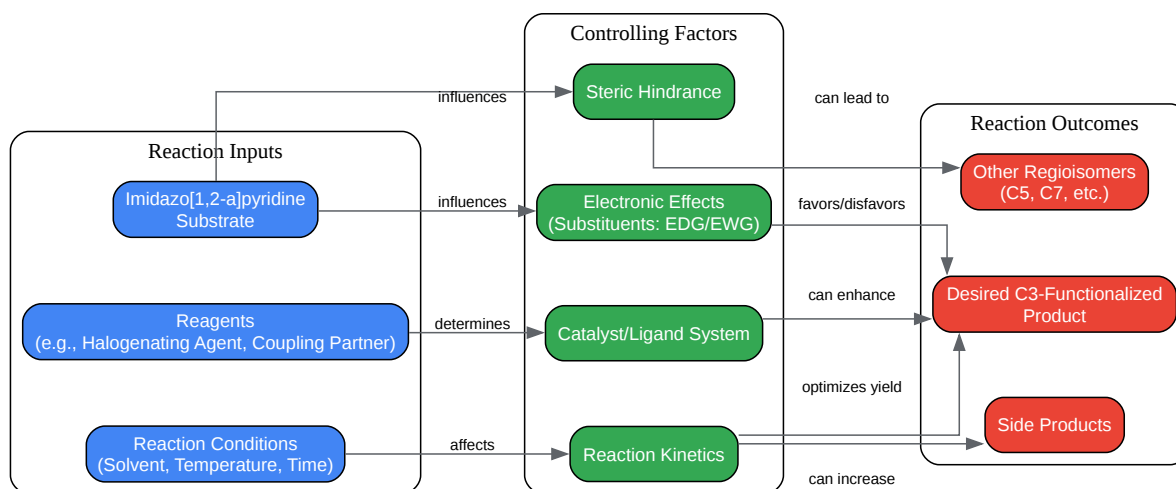 Controlling Factors
influences
Steric Hindrance
can lead to
Reaction Inputs
Reaction Outcomes
Imidazo[1,2-a]pyridine
Substrate
influences
Electronic Effects
(Substituents: EDG/EWG)
favors/disfavors
Other Regioisomers
(C5, C7, etc.)
Reagents
(e.g., Halogenating Agent, Coupling Partner)
determines
Catalyst/Ligand System
can enhance
Desired C3-Functionalized
Product
optimizes yield
Reaction Conditions
(Solvent, Temperature, Time)
affects
Reaction Kinetics
Side Products
can increase